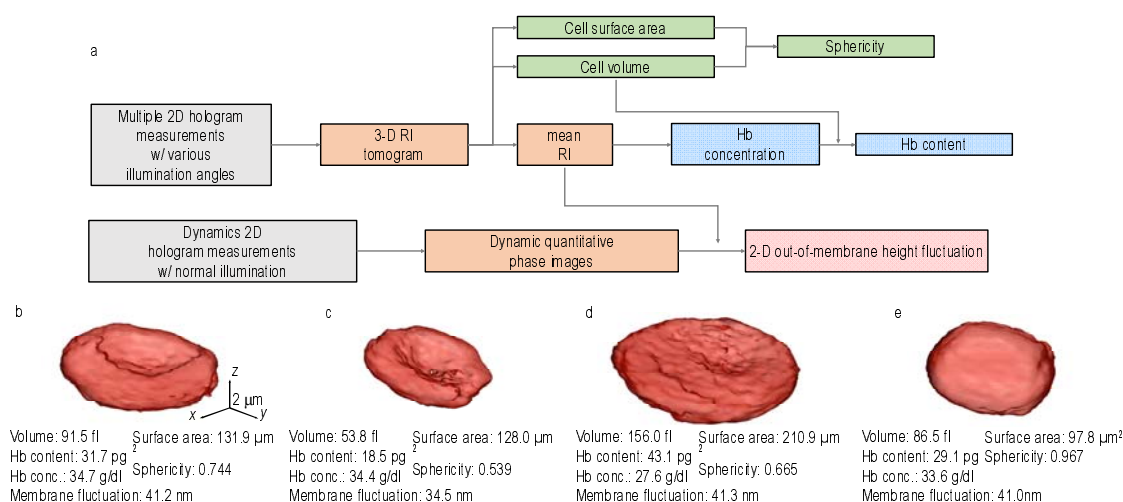 a
Cell surface area
Cell volume
Sphericity
Multiple 2D hologram
measurements
w/ various
illumination angles
3-D RI
tomogram
mean
RI
Hb
concentration
Hb content
Dynamics 2D
hologram measurements
w/ normal illumination
Dynamic quantitative
phase images
2-D out-of-membrane height fluctuation
b
z
2 μm
x
y
Volume: 91.5 fl
Surface area: 131.9 μm
2
Hb content: 31.7 pg
Sphericity: 0.744
Hb conc.: 34.7 g/dl
Membrane fluctuation: 41.2 nm
c
Volume: 53.8 fl
Surface area: 128.0 μm
2
Hb content: 18.5 pg
Sphericity: 0.539
Hb conc.: 34.4 g/dl
Membrane fluctuation: 34.5 nm
d
Volume: 156.0 fl
Surface area: 210.9 μm
2
Hb content: 43.1 pg
Sphericity: 0.665
Hb conc.: 27.6 g/dl
Membrane fluctuation: 41.3 nm
e
Volume: 86.5 fl
Surface area: 97.8 μm²
Hb content: 29.1 pg
Sphericity: 0.967
Hb conc.: 33.6 g/dl
Membrane fluctuation: 41.0nm